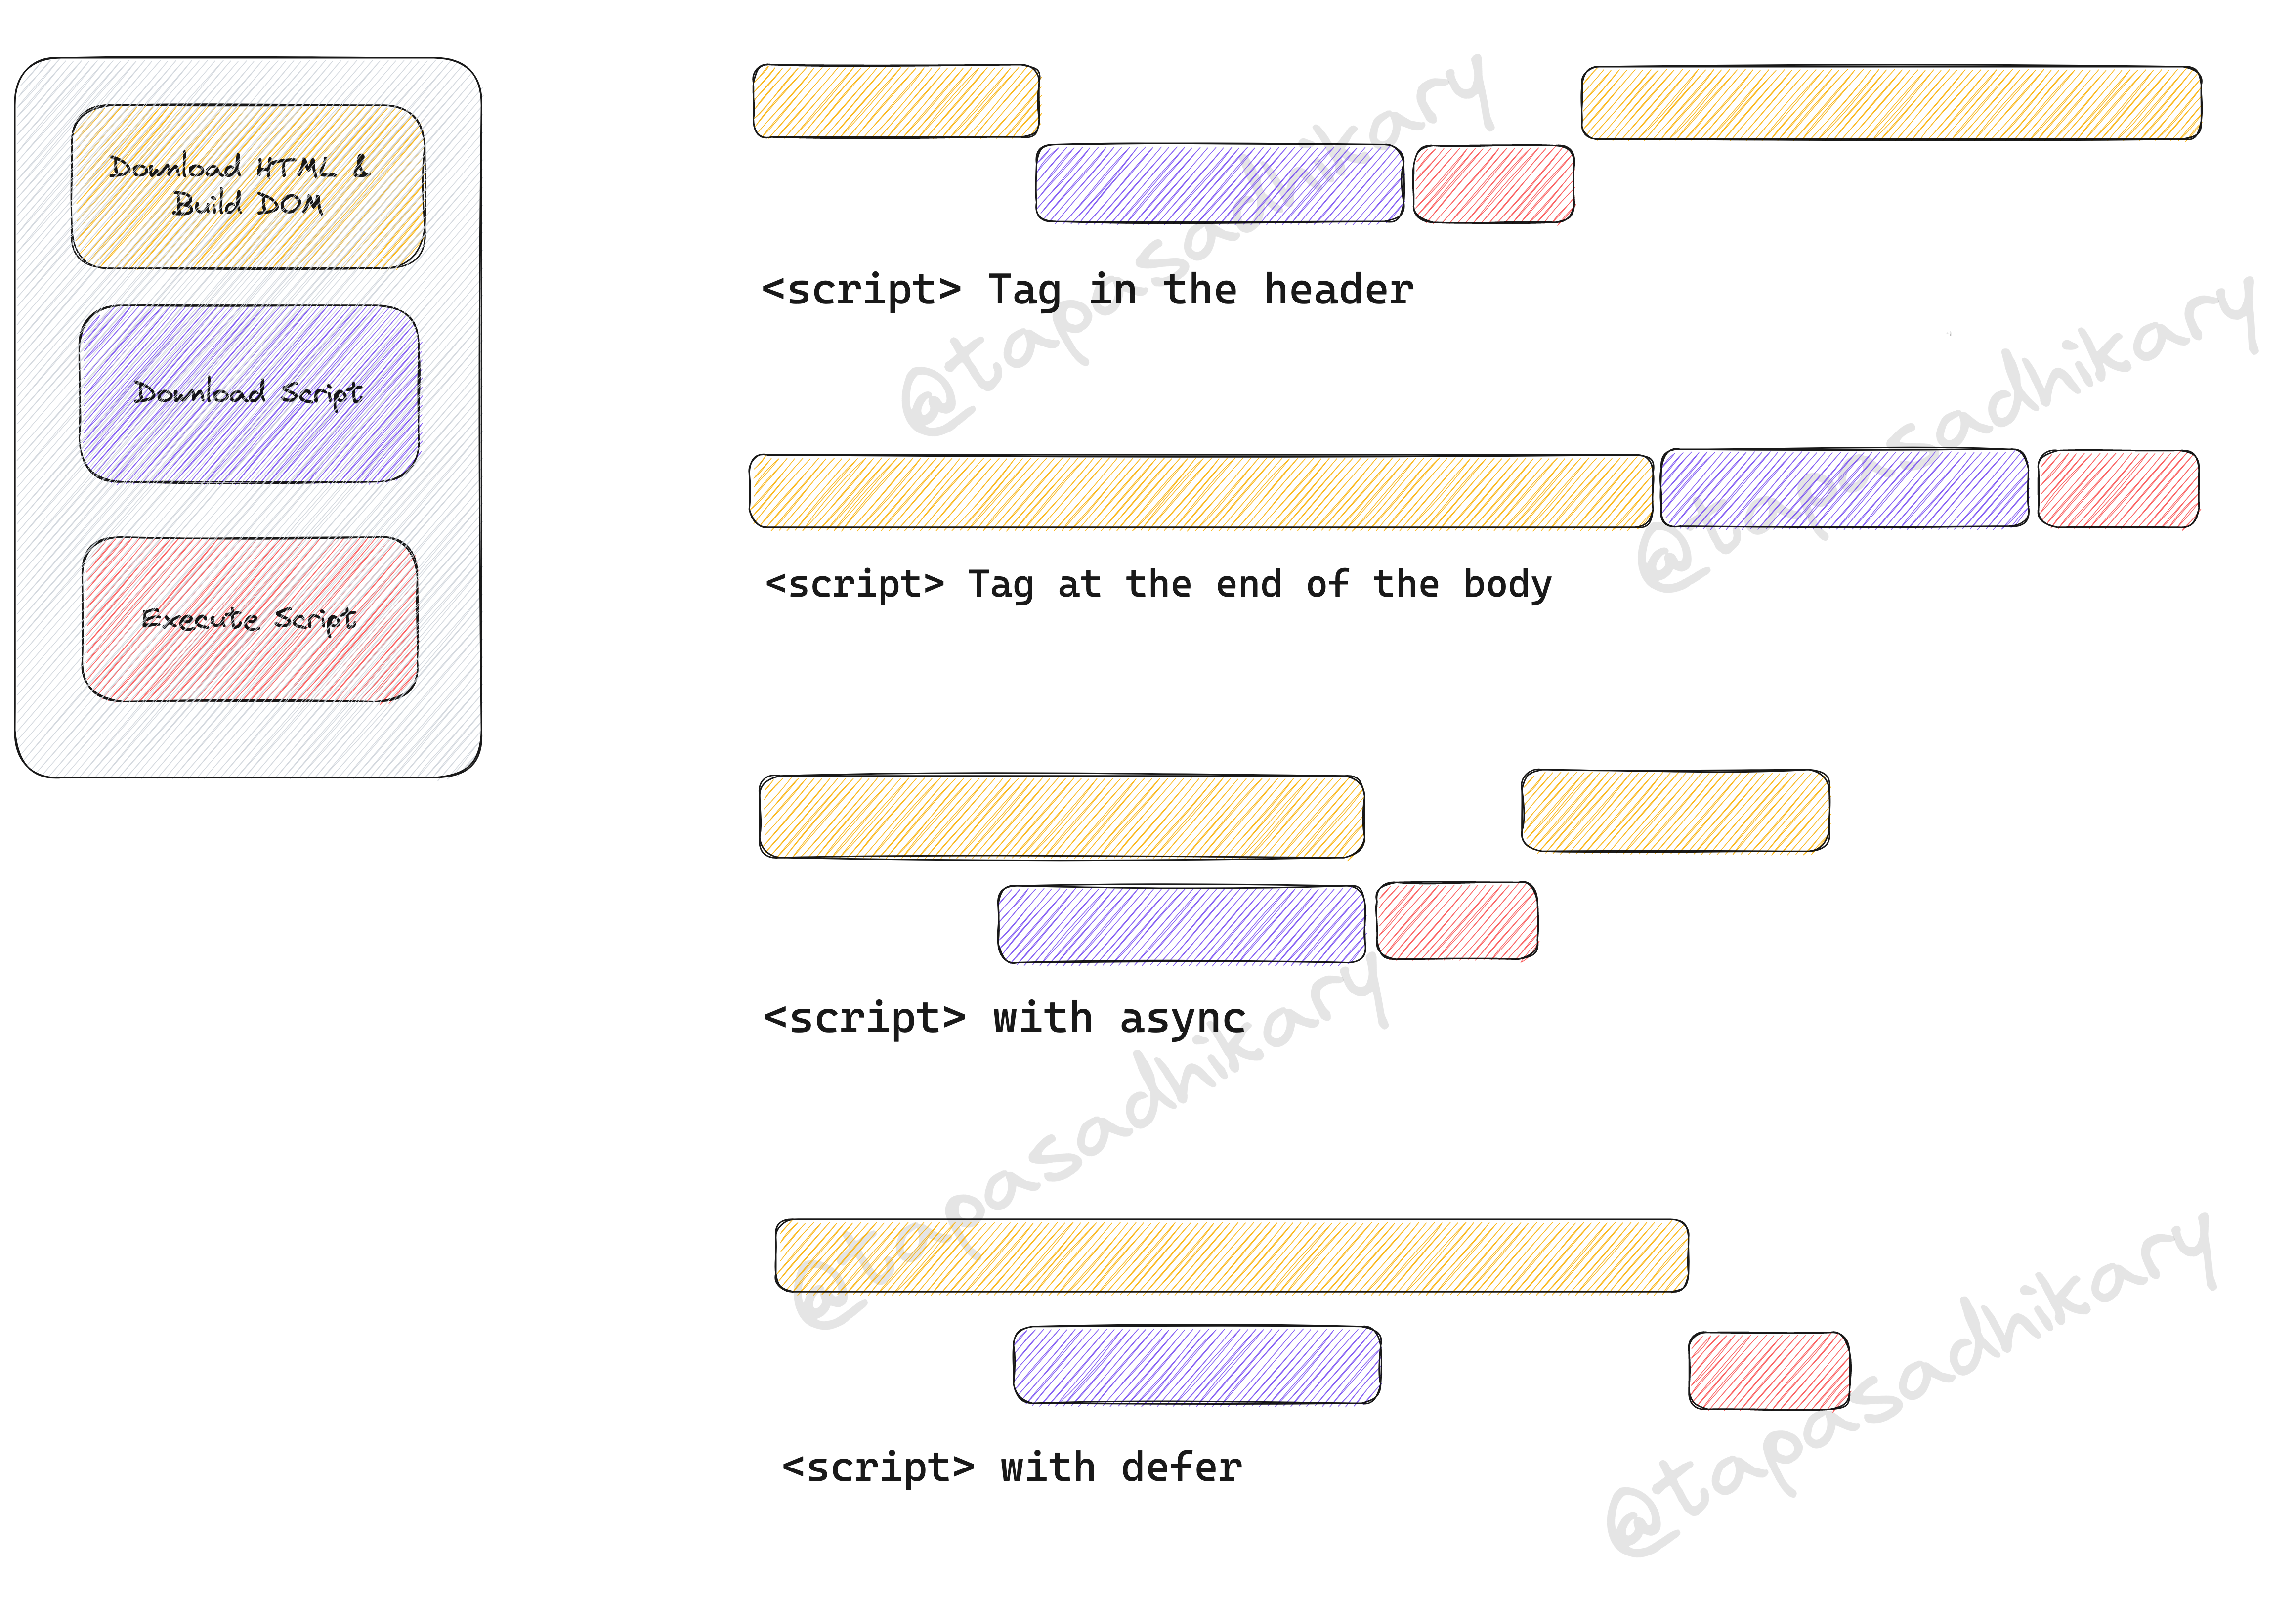 Download HTML &
Build DOM
Download Script
Execute Script
<script> Tag in the header
<script> Tag at the end of the body
<script> with async
<script> with defer
@tapasadhikary
@tapasadhikary
@tapasadhikary
@tapasadhikary